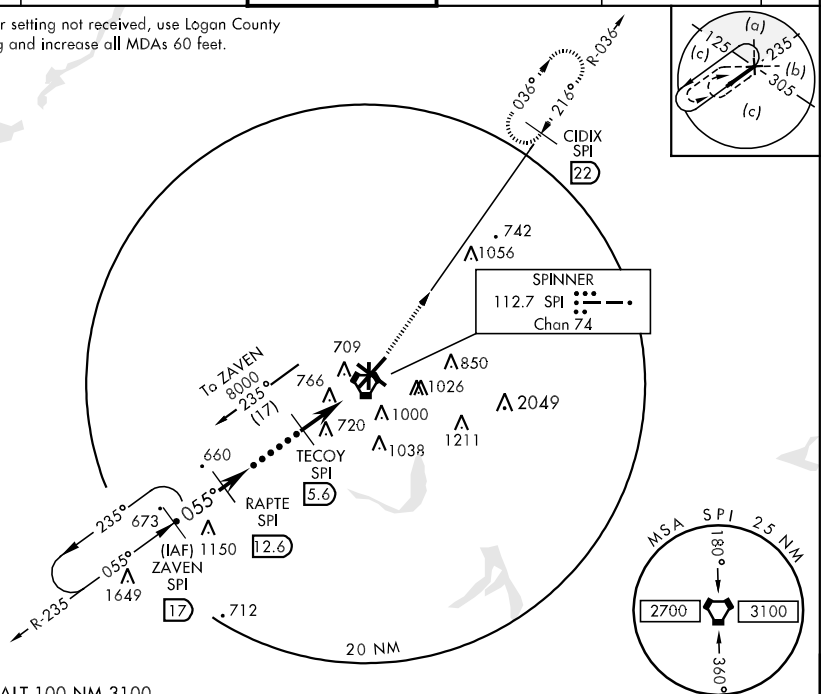 r setting not received, use Logan County
g and increase all MDAs 60 feet.
R-036
036°
216°
CIDIX
SPI
22
(a)
125
235
(c)
(b)
305
(c)
742
1056
SPINNER
112.7 SPI
Chan 74
709
850
To ZAVEN
8000
235°
(17)
766
1026
2049
1000
720
1211
1038
TECOY
SPI
5.6
660
055°
RAPTE
SPI
12.6
235°
673
1150
(IAF)
ZAVEN
SPI
17
055°
1649
R-235
712
20 NM
MSA SPI 25 NM
180°
2700
3100
360°
ALT 100 NM 3100